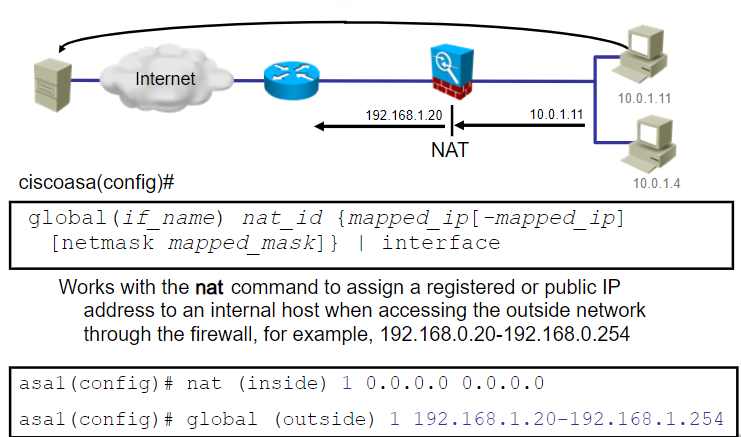 Internet
10.0.1.11
192.168.1.20
10.0.1.11
NAT
10.0.1.4
ciscoasa(config)#
global(if_name) nat_id {mapped_ip[-mapped_ip]
[netmask mapped_mask]} | interface
Works with the nat command to assign a registered or public IP
address to an internal host when accessing the outside network
through the firewall, for example, 192.168.0.20-192.168.0.254
asa1(config)# nat (inside) 1 0.0.0.0 0.0.0.0
asa1(config)# global (outside) 1 192.168.1.20-192.168.1.254